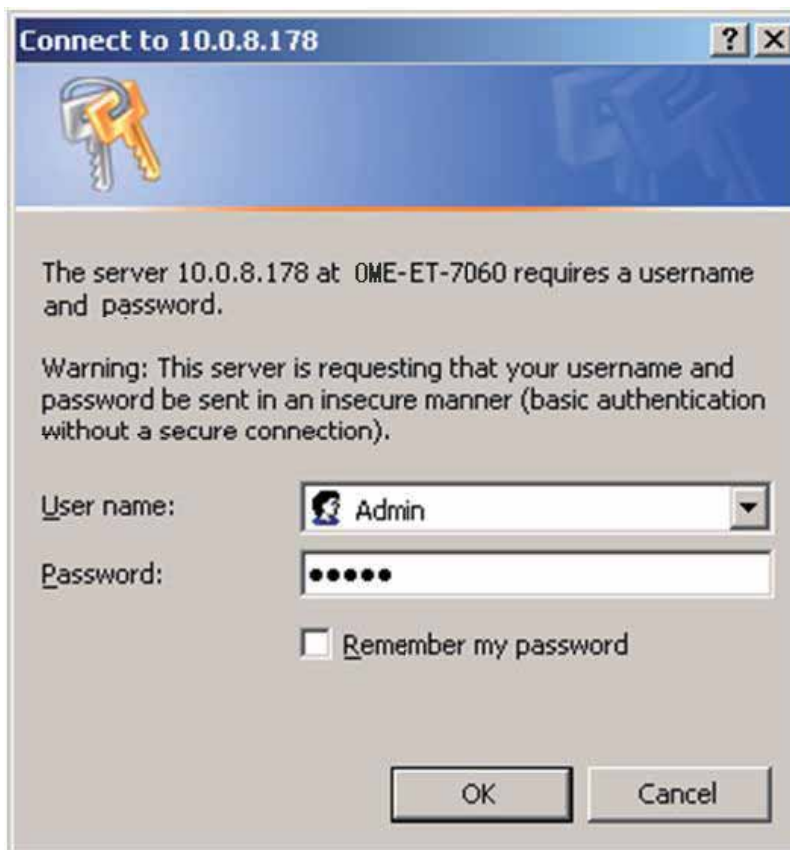 Connect to 10.0.8.178
The server 10.0.8.178 at OME-ET-7060 requires a username
and password.
Warning: This server is requesting that your username and
password be sent in an insecure manner (basic authentication
without a secure connection).
User name:
Admin
Password:
●●●●●
Remember my password
OK
Cancel